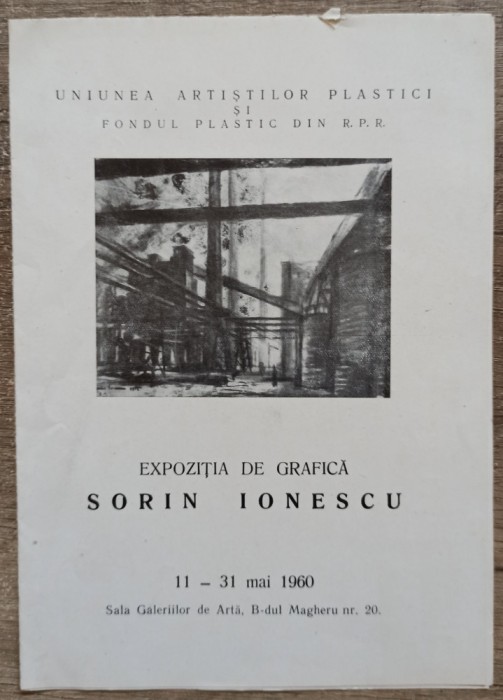 UNIUNEA ARTIȘTILOR PLASTICI
ȘI
FONDUL PLASTIC DIN R.P.R.
EXPOZIȚIA DE GRAFICĂ
SORIN IONESCU
11 – 31 mai 1960
Sala Galeriilor de Artă, B-dul Magheru nr. 20.